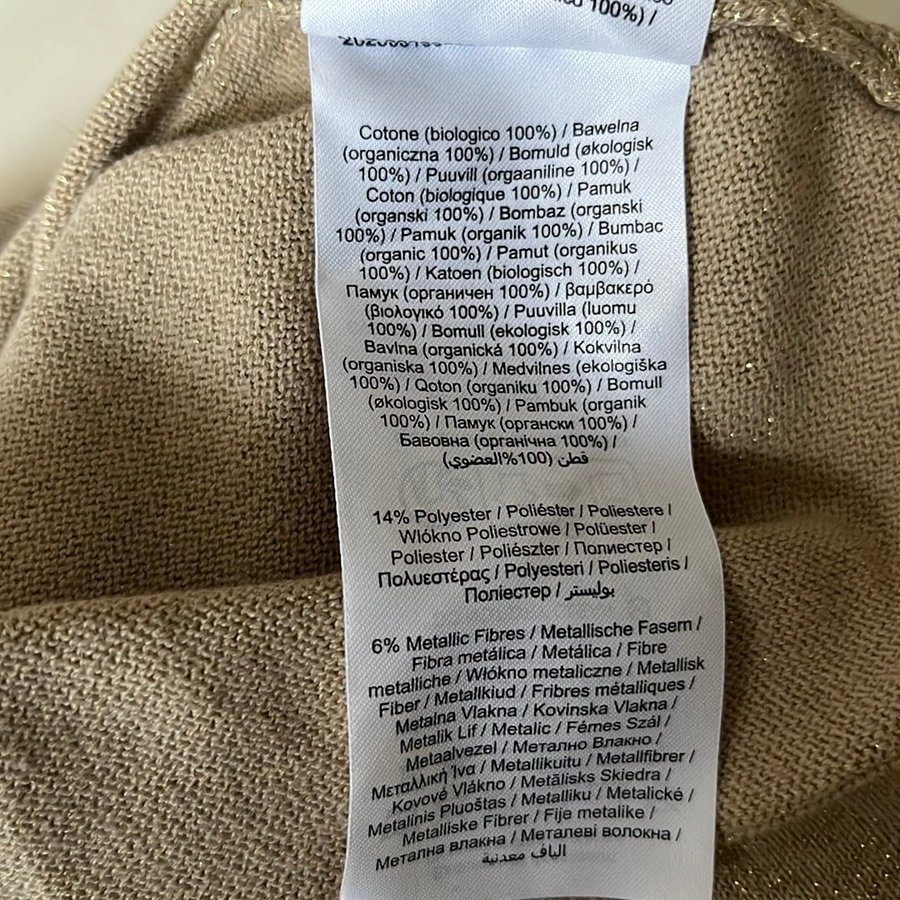 100%) /
Cotone (biologico 100%) / Bawełna
(organiczna 100%) / Bomuld (økologisk
100%) / Puuvill (orgaaniline 100%) /
Coton (biologique 100%) / Pamuk
(organski 100%) / Bombaz (organski
100%) / Pamuk (organik 100%) / Bumbac
(organic 100%) / Pamut (organikus
100%) / Katoen (biologisch 100%) /
Памук (органичен 100%) / βαμβακερό
(βιολογικό 100%) / Puuvilla (luomu
100%) / Bomull (ekologisk 100%) /
Bavlna (organická 100%) / Kokvilna
(organiska 100%) / Medvilnes (ekologiška
100%) / Qoton (organiku 100%) / Bomull
(økologisk 100%) / Pambuk (organik
100%) / Памук (органски 100%) /
Бавовна (органічна 100%) /
قطن (100%العضوي)
14% Polyester / Poliéster / Poliestere /
Włókno Poliestrowe / Polüester /
Poliester / Poliészter / Полиестер /
Πολυεστέρας / Polyesteri / Poliesteris /
Поліестер / بوليستر
6% Metallic Fibres / Metallische Fasern /
Fibra metálica / Metálica / Fibre
metalliche / Włókno metaliczne / Metallisk
Fiber / Metallkiud / Fribres métalliques /
Metalna Vlakna / Kovinska Vlakna /
Metalik Lif / Metalic / Fémes Szál /
Metaalvezel / Метално Влакно /
Μεταλλική Ίνα / Metallikuitu / Metallfibrer /
Kovové Vlákno / Metālisks Skiedra /
Metalinis Pluoštas / Metalliku / Metalické /
Metalliske Fibrer / Fije metalike /
Метална влакна / Металеві волокна /
الياف معدنية